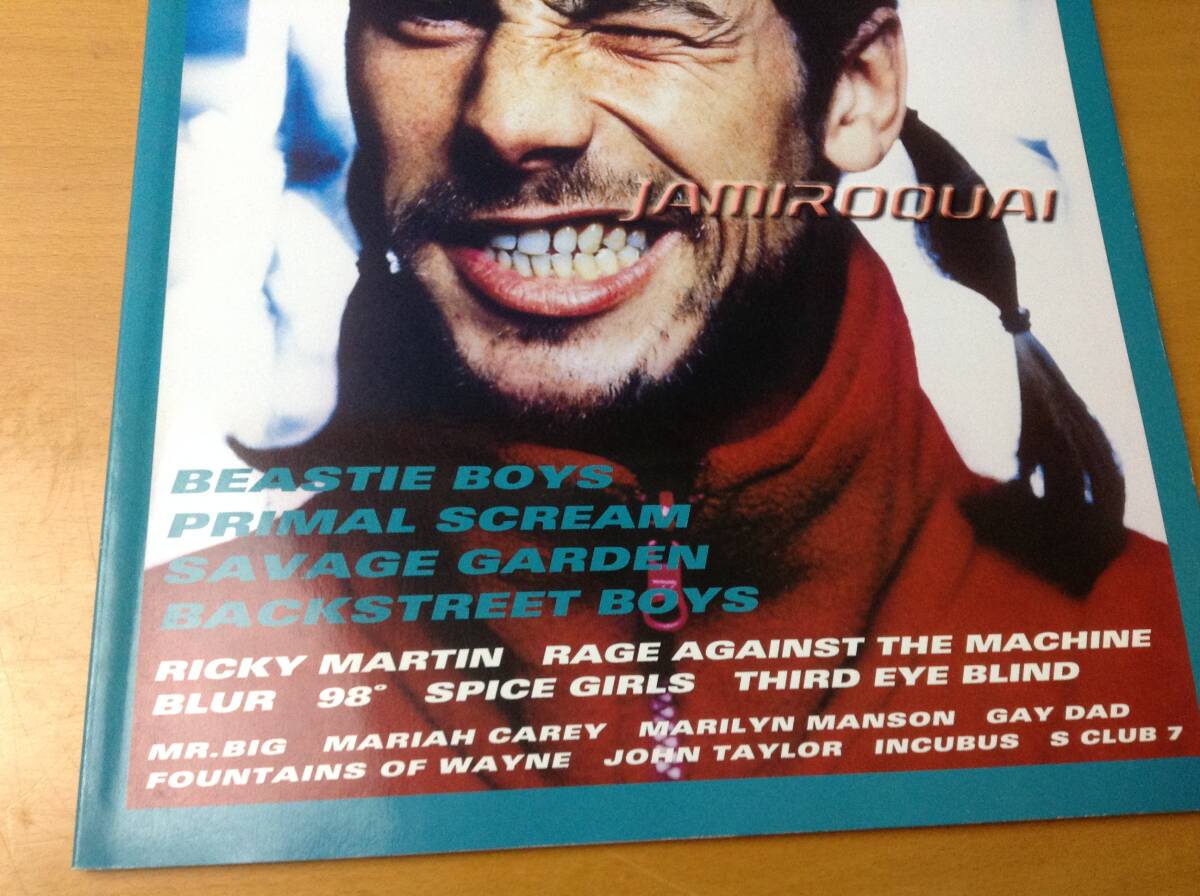 JAMIROQUAI
BEASTIE BOYS
PRIMAL SCREAM
SAVAGE GARDEN
BACKSTREET BOYS
RICKY MARTIN RAGE AGAINST THE MACHINE
BLUR 98° SPICE GIRLS THIRD EYE BLIND
MR.BIG MARIAH CAREY MARILYN MANSON GAY DAD
FOUNTAINS OF WAYNE JOHN TAYLOR INCUBUS S CLUB 7